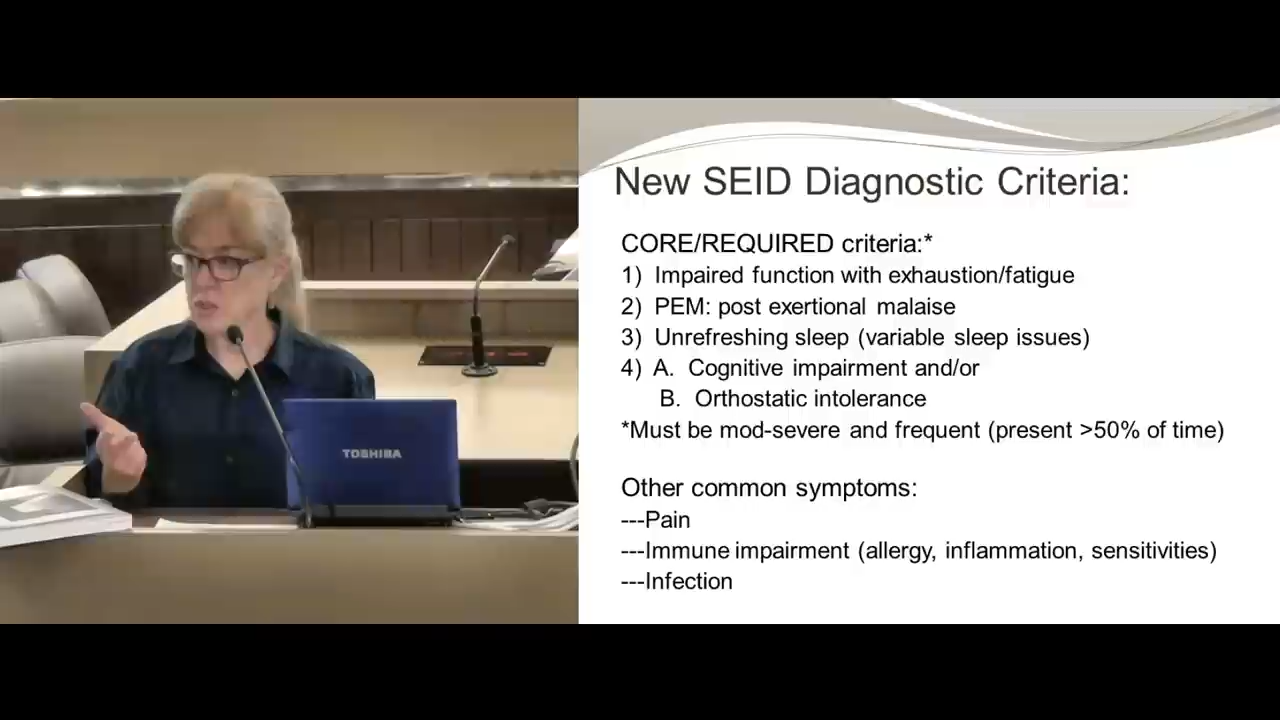 New SEID Diagnostic Criteria:
CORE/REQUIRED criteria:*
1) Impaired function with exhaustion/fatigue
2) PEM: post exertional malaise
3) Unrefreshing sleep (variable sleep issues)
4) A. Cognitive impairment and/or
B. Orthostatic intolerance
*Must be mod-severe and frequent (present >50% of time)
Other common symptoms:
---Pain
---Immune impairment (allergy, inflammation, sensitivities)
---Infection
TOSHIBA